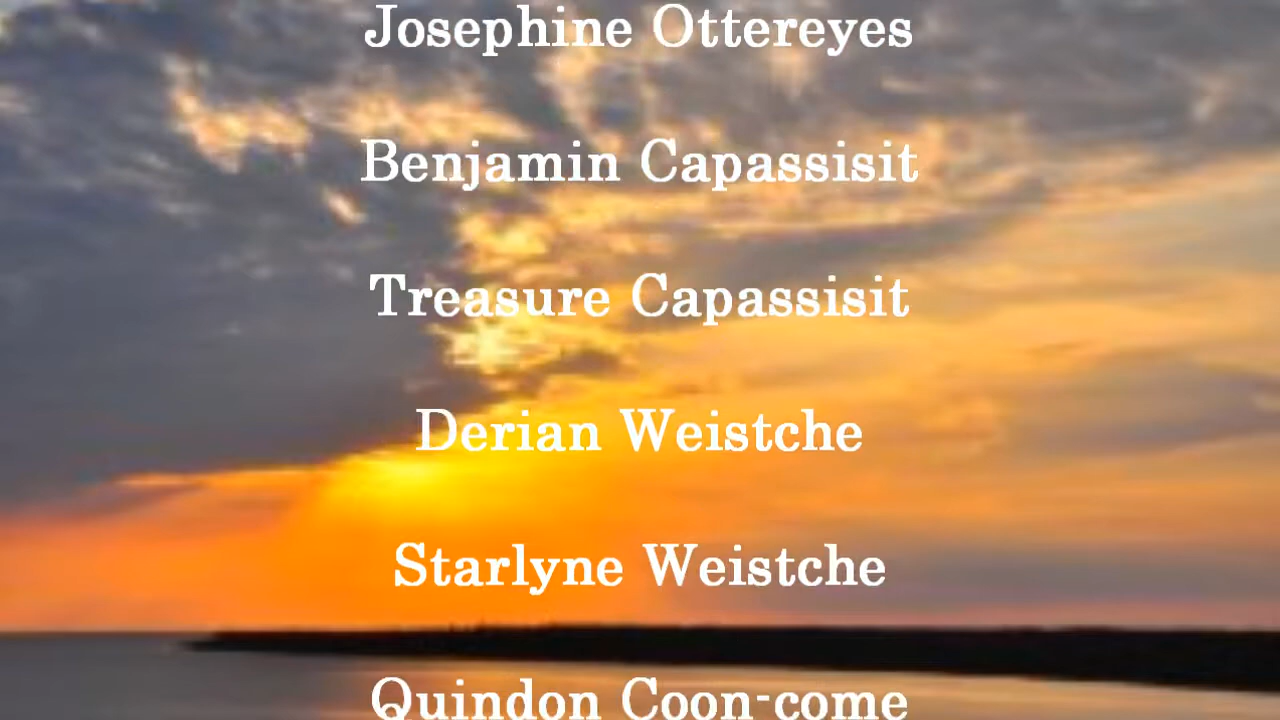 Josephine Ottereyes
Benjamin Capassisit
Treasure Capassisit
Derian Weistche
Starlyne Weistche
Quindon Coon-come